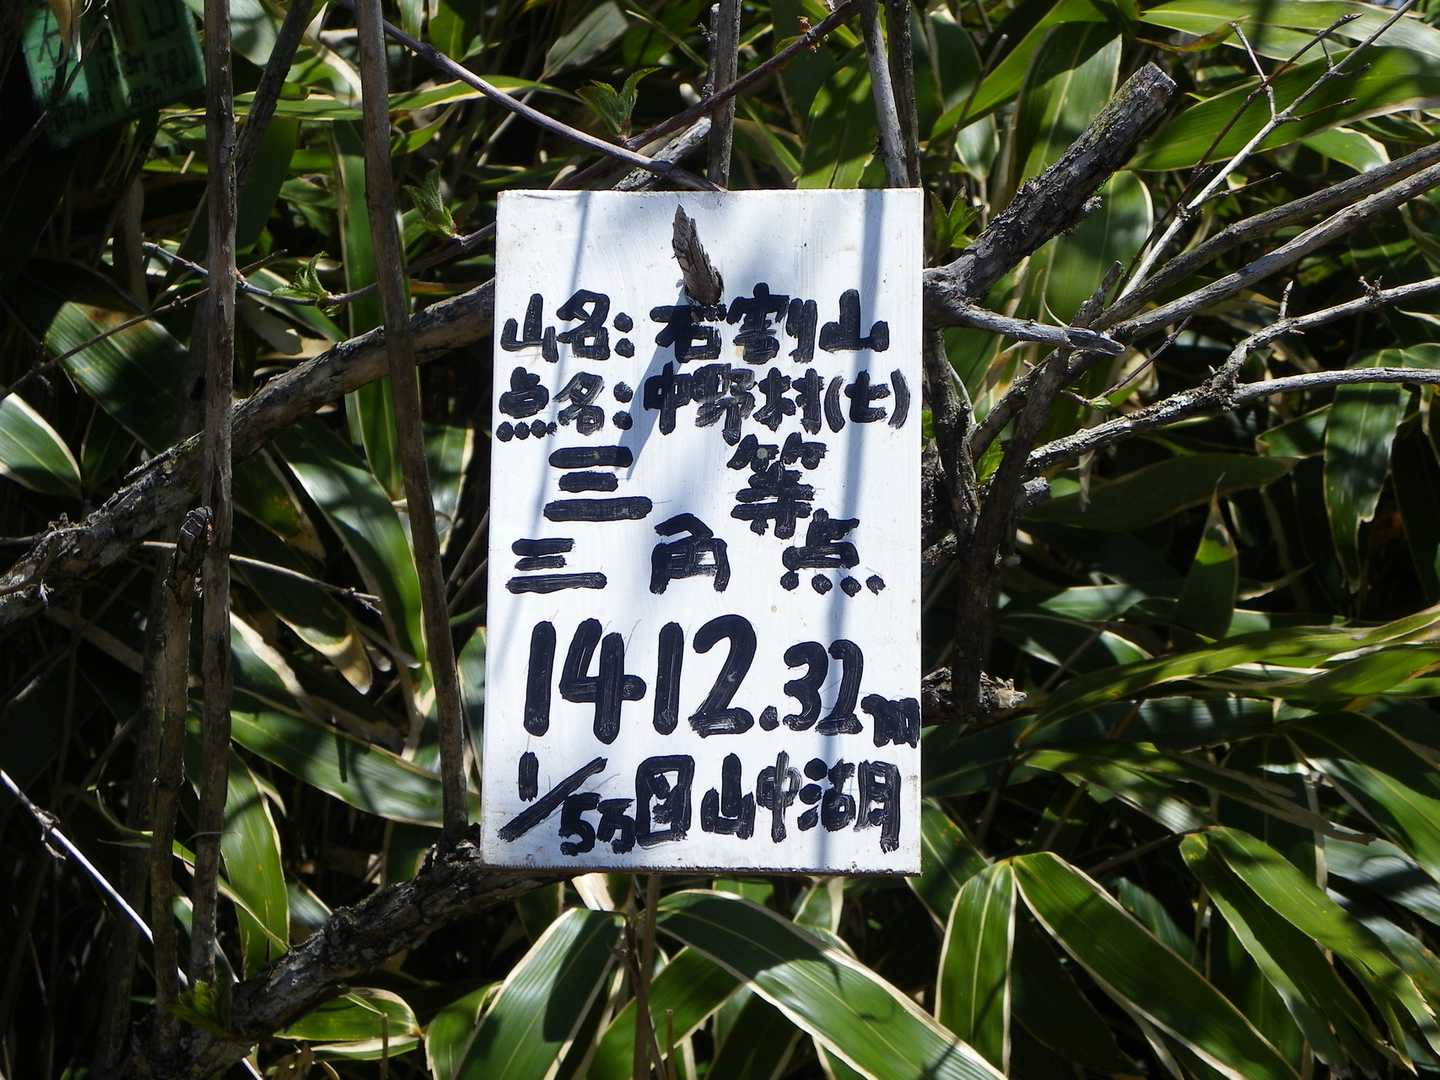 山名:石割山
点名:中野村(七)
三等
三角点
1412.32m
1/5万図山中湖